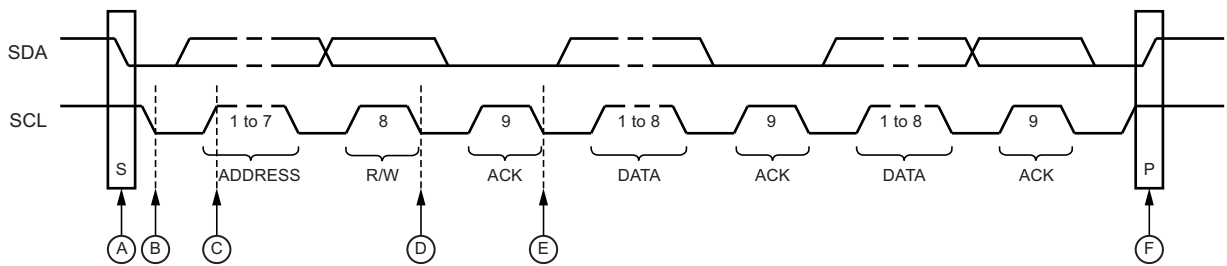 SDA
SCL
1 to 7
8
9
1 to 8
9
1 to 8
9
S
ADDRESS
R/W
ACK
DATA
ACK
DATA
ACK
P
A
B
C
D
E
F